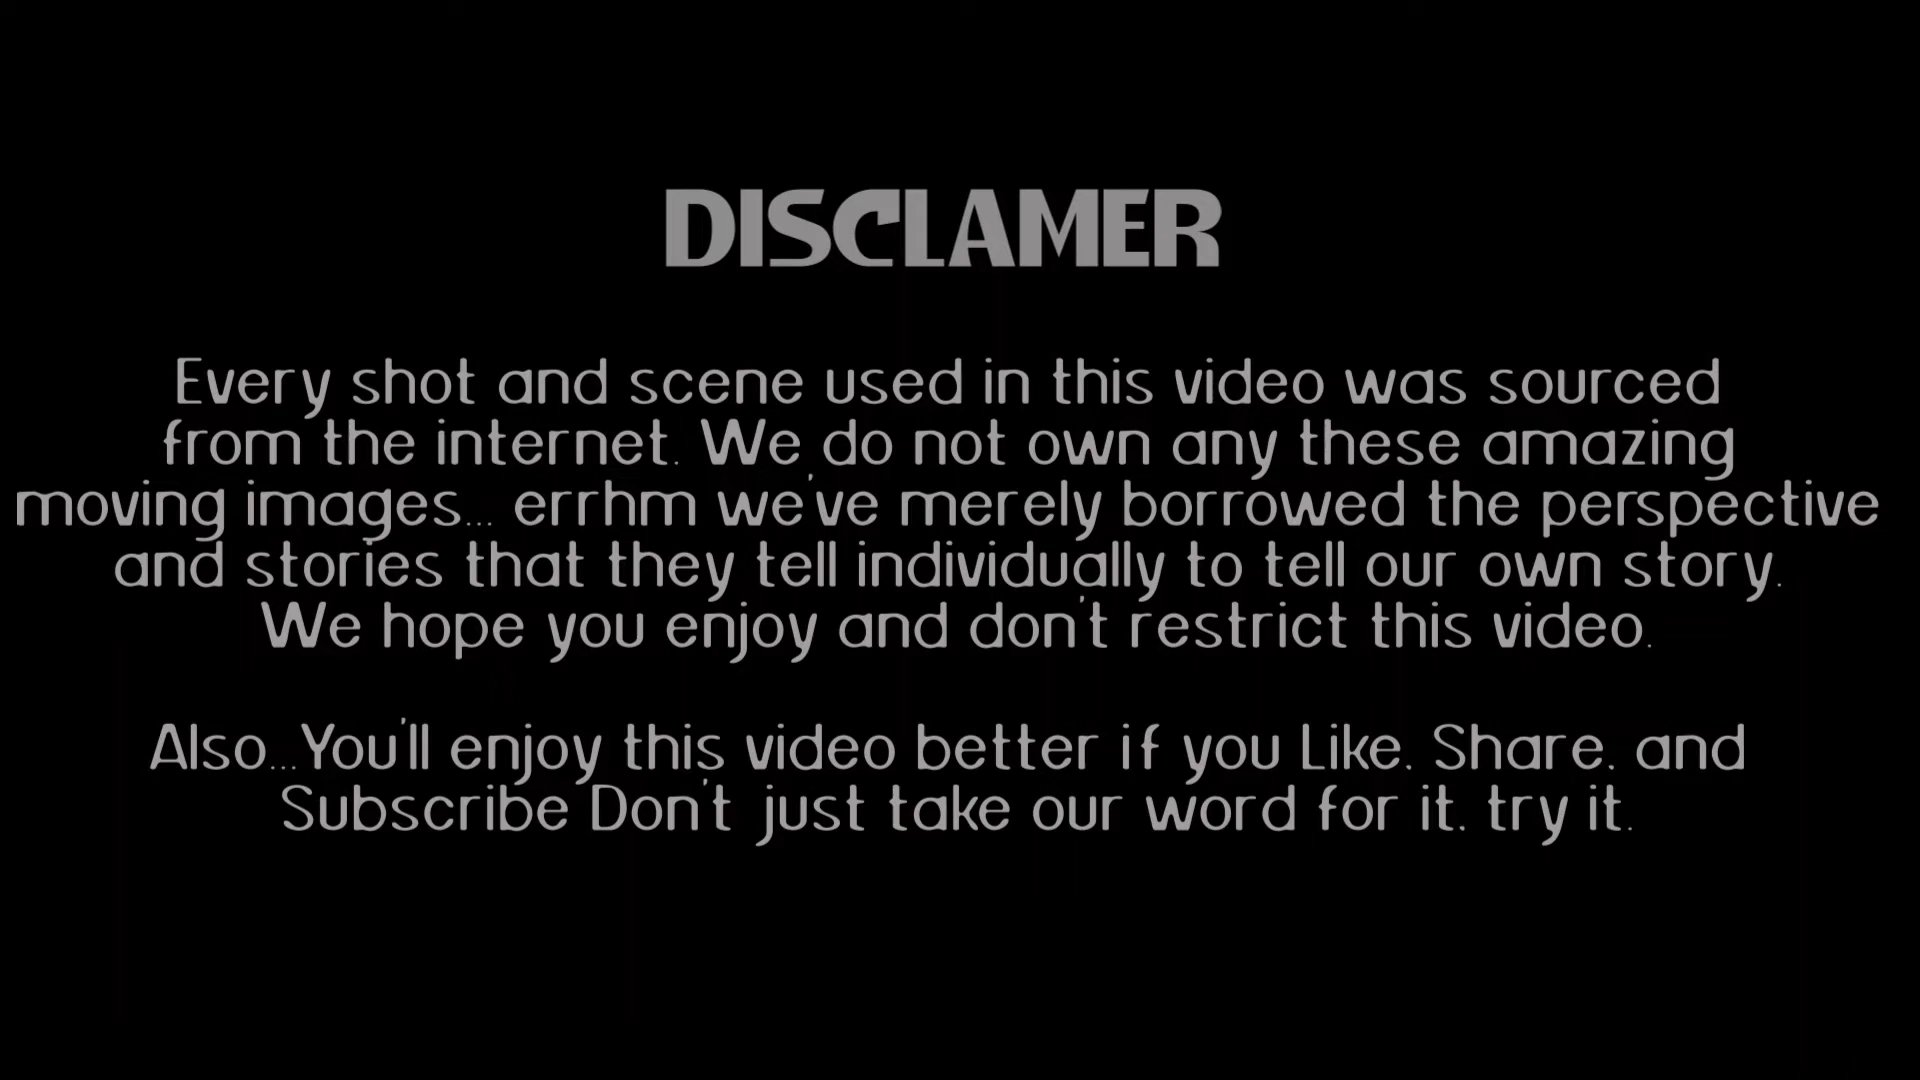 DISCLAMER
Every shot and scene used in this video was sourced
from the internet. We do not own any these amazing
moving images... errhm we've merely borrowed the perspective
and stories that they tell individually to tell our own story.
We hope you enjoy and don't restrict this video.
Also...You'll enjoy this video better if you Like. Share. and
Subscribe Don't just take our word for it. try it.